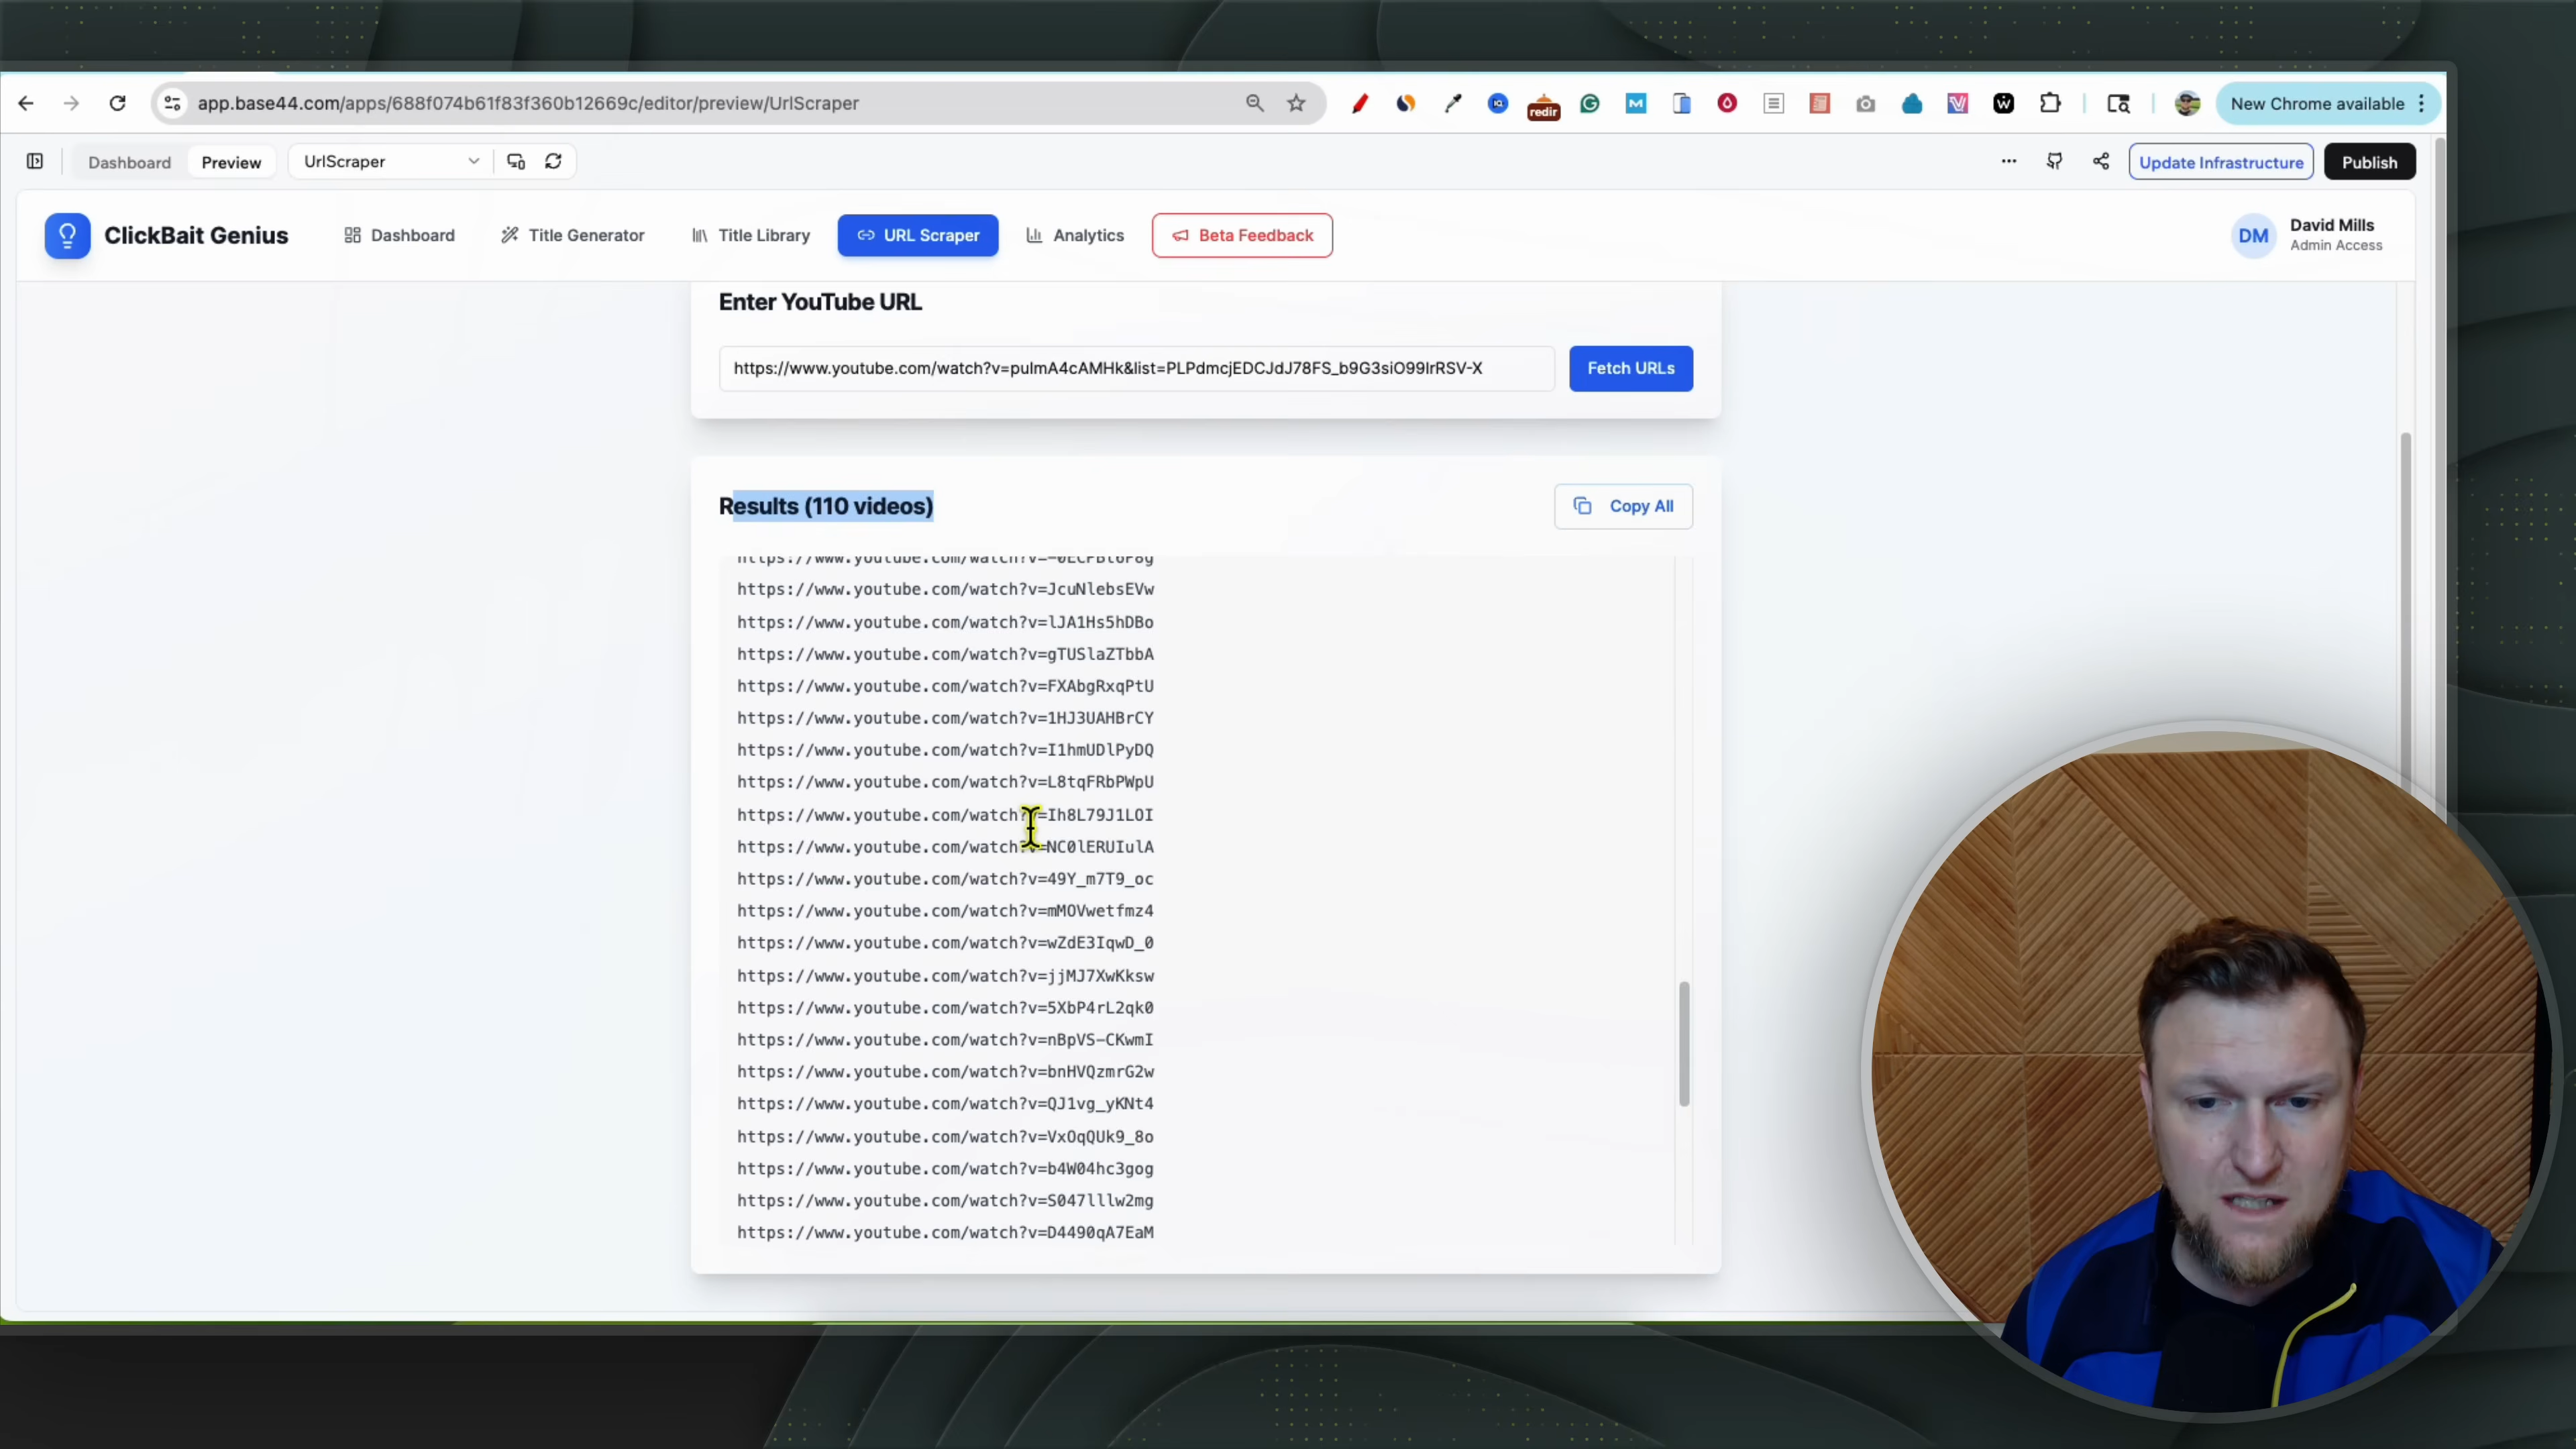 app.base44.com/apps/688f074b61f83f360b12669c/editor/preview/UrlScraper
redir
New Chrome available
Dashboard
Preview
UrlScraper
Update Infrastructure
Publish
ClickBait Genius
Dashboard
Title Generator
Title Library
URL Scraper
Analytics
Beta Feedback
DM
David Mills
Admin Access
Enter YouTube URL
https://www.youtube.com/watch?v=pulmA4cAMHk&list=PLPdmcjEDCJdJ78FS_b9G3siO99lrRSV-X
Fetch URLs
Results (110 videos)
Copy All
https://www.youtube.com/watch?v=JcuNlebsEVw
https://www.youtube.com/watch?v=lJA1Hs5hDBo
https://www.youtube.com/watch?v=gTUSlaZTbbA
https://www.youtube.com/watch?v=FXAbgRxqPtU
https://www.youtube.com/watch?v=1HJ3UAHBrCY
https://www.youtube.com/watch?v=I1hmUDlPyDQ
https://www.youtube.com/watch?v=L8tqFRbPWpU
https://www.youtube.com/watch?v=Ih8L79J1LOI
https://www.youtube.com/watch?v=NC0lERUIulA
https://www.youtube.com/watch?v=49Y_m7T9_oc
https://www.youtube.com/watch?v=mMOVwetfmz4
https://www.youtube.com/watch?v=wZdE3IqwD_0
https://www.youtube.com/watch?v=jjMJ7XwKksw
https://www.youtube.com/watch?v=5XbP4rL2qk0
https://www.youtube.com/watch?v=nBpVS-CKwmI
https://www.youtube.com/watch?v=bnHVQzmrG2w
https://www.youtube.com/watch?v=QJ1vg_yKNt4
https://www.youtube.com/watch?v=VxOqQUk9_8o
https://www.youtube.com/watch?v=b4W04hc3gog
https://www.youtube.com/watch?v=S047lllw2mg
https://www.youtube.com/watch?v=D4490qA7EaM